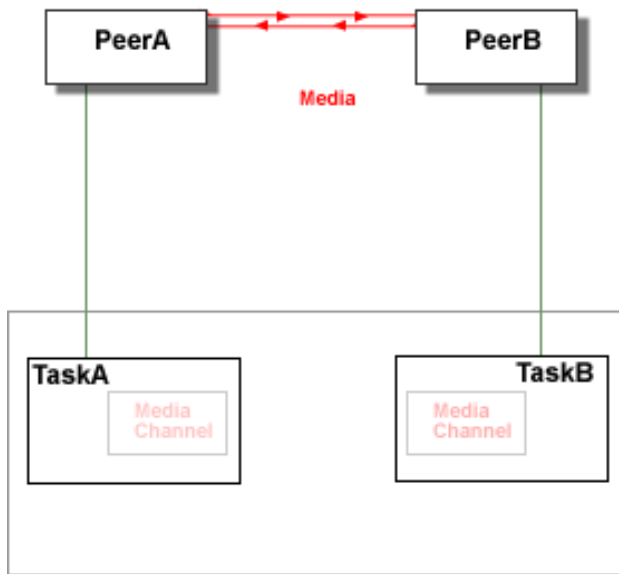 PeerA
PeerB
Media
TaskA
TaskB
Media
Channel
Media
Channel